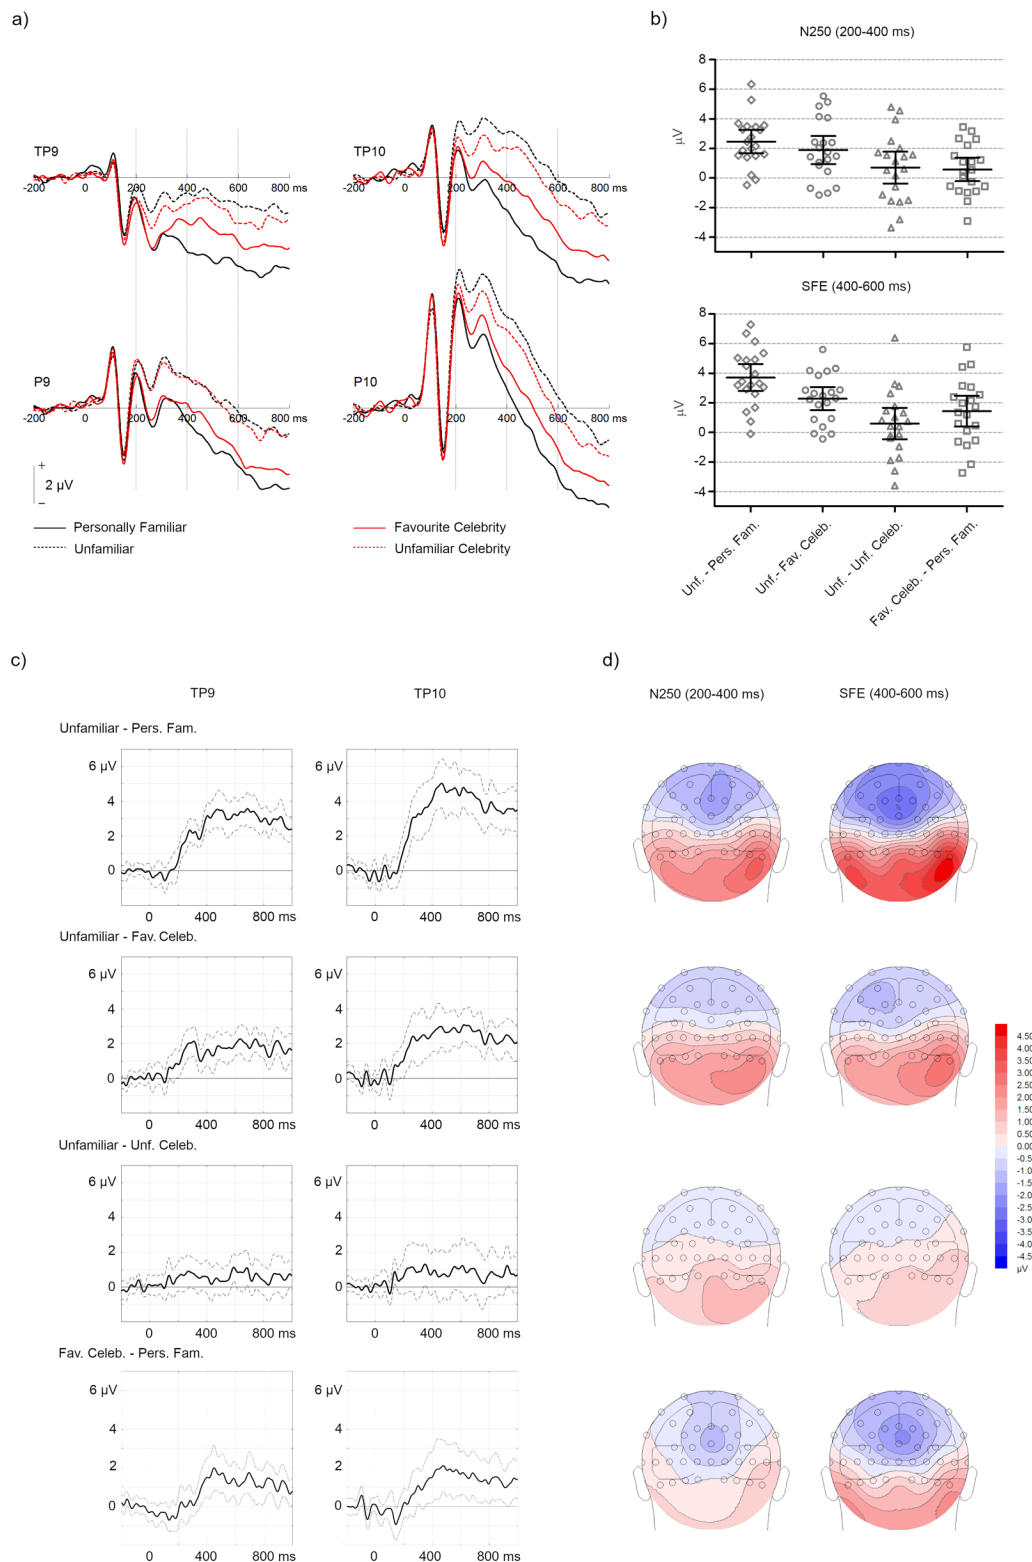 a)
TP9
-200 0 200 400 600 800 ms
TP10
-200 0 200 400 600 800 ms
P9
-200 0 200 400 600 800 ms
P10
-200 0 200 400 600 800 ms
+
2 µV
−
Personally Familiar
Unfamiliar
Favourite Celebrity
Unfamiliar Celebrity
b)
N250 (200-400 ms)
µV
8
6
4
2
0
-2
-4
SFE (400-600 ms)
µV
8
6
4
2
0
-2
-4
Unf. - Pers. Fam.
Unf.- Fav. Celeb.
Unf. - Unf. Celeb.
Fav. Celeb. - Pers. Fam.
c)
TP9
TP10
Unfamiliar - Pers. Fam.
6 µV
4
2
0
0 400 800 ms
6 µV
4
2
0
0 400 800 ms
Unfamiliar - Fav. Celeb.
6 µV
4
2
0
0 400 800 ms
6 µV
4
2
0
0 400 800 ms
Unfamiliar - Unf. Celeb.
6 µV
4
2
0
0 400 800 ms
6 µV
4
2
0
0 400 800 ms
Fav. Celeb. - Pers. Fam.
6 µV
4
2
0
0 400 800 ms
6 µV
4
2
0
0 400 800 ms
d)
N250 (200-400 ms)
SFE (400-600 ms)
4.50
4.00
3.50
3.00
2.50
2.00
1.50
1.00
0.50
0.00
-0.5
-1.0
-1.5
-2.0
-2.5
-3.0
-3.5
-4.0
-4.5
µV